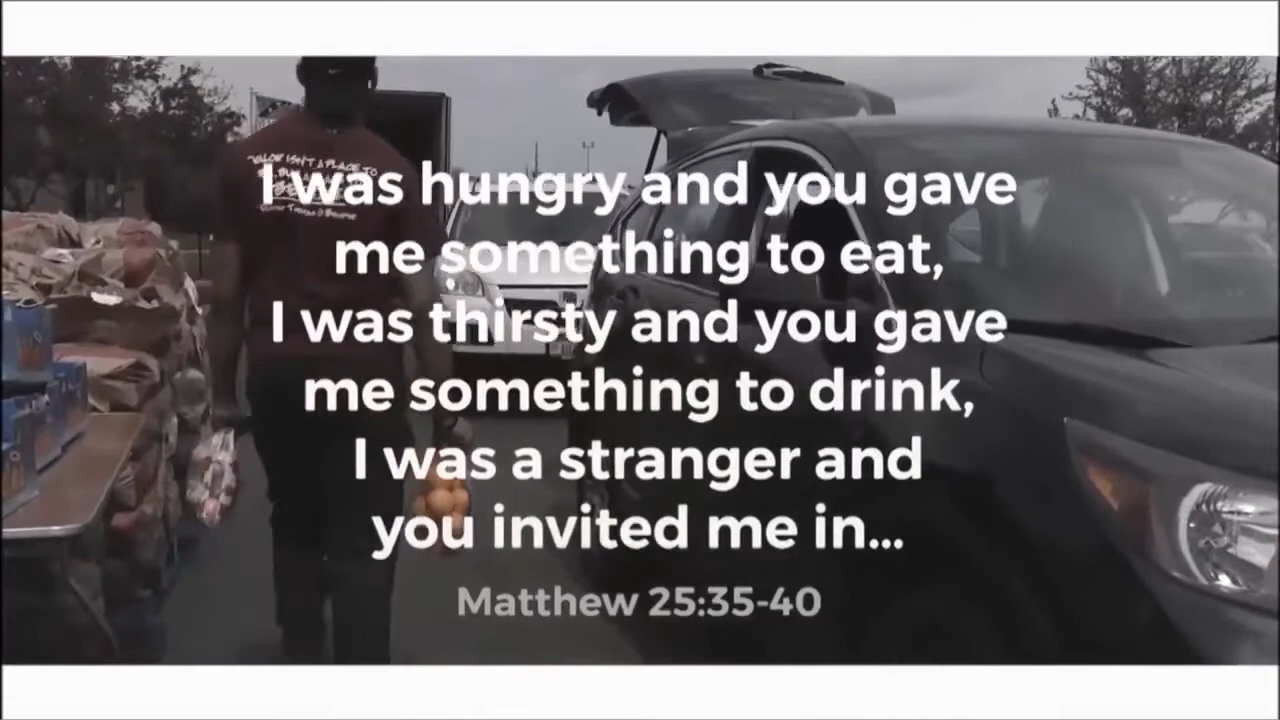 I was hungry and you gave
me something to eat,
I was thirsty and you gave
me something to drink,
I was a stranger and
you invited me in...
Matthew 25:35-40